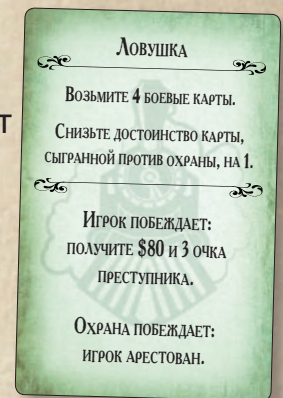 т
Ловушка
Возьмите 4 боевые карты.
Снизьте достоинство карты,
сыгранной против охраны, на 1.
Игрок побеждает:
получите $80 и 3 очка
преступника.
Охрана побеждает:
игрок арестован.